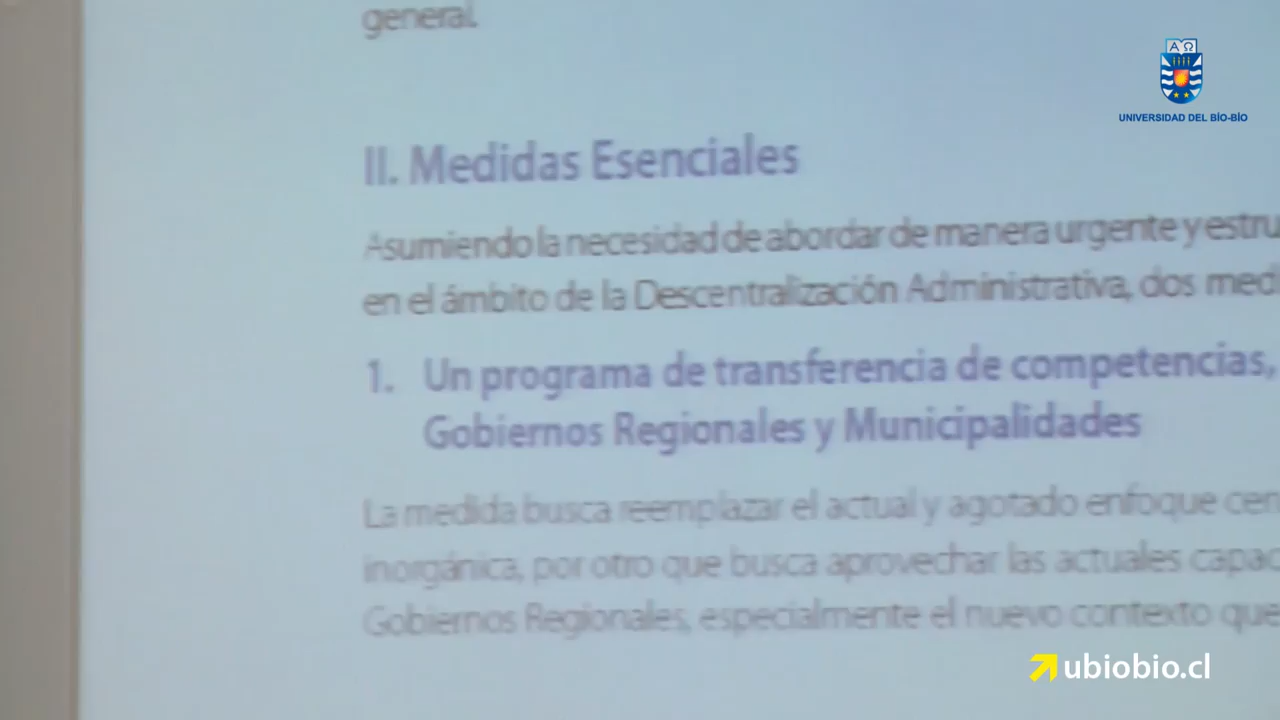 general.
ΑΩ
UNIVERSIDAD DEL BÍO-BÍO
II. Medidas Esenciales
Asumiendo la necesidad de abordar de manera urgente y estru
en el ámbito de la Descentralización Administrativa, dos medi
1. Un programa de transferencia de competencias,
Gobiernos Regionales y Municipalidades
La medida busca reemplazar el actual y agotado enfoque cen
inorgánica, por otro que busca aprovechar las actuales capac
Gobiernos Regionales, especialmente el nuevo contexto que
ubiobio.cl